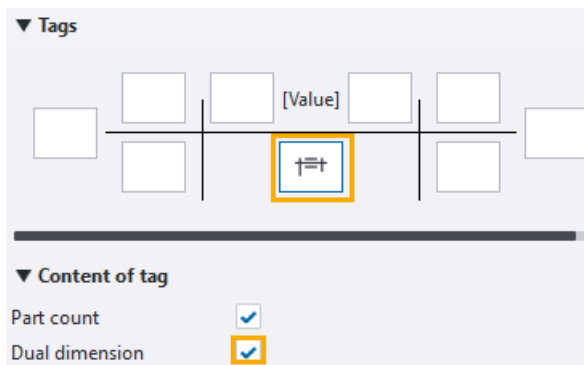 Tags
[Value]
Content of tag
Part count
Dual dimension